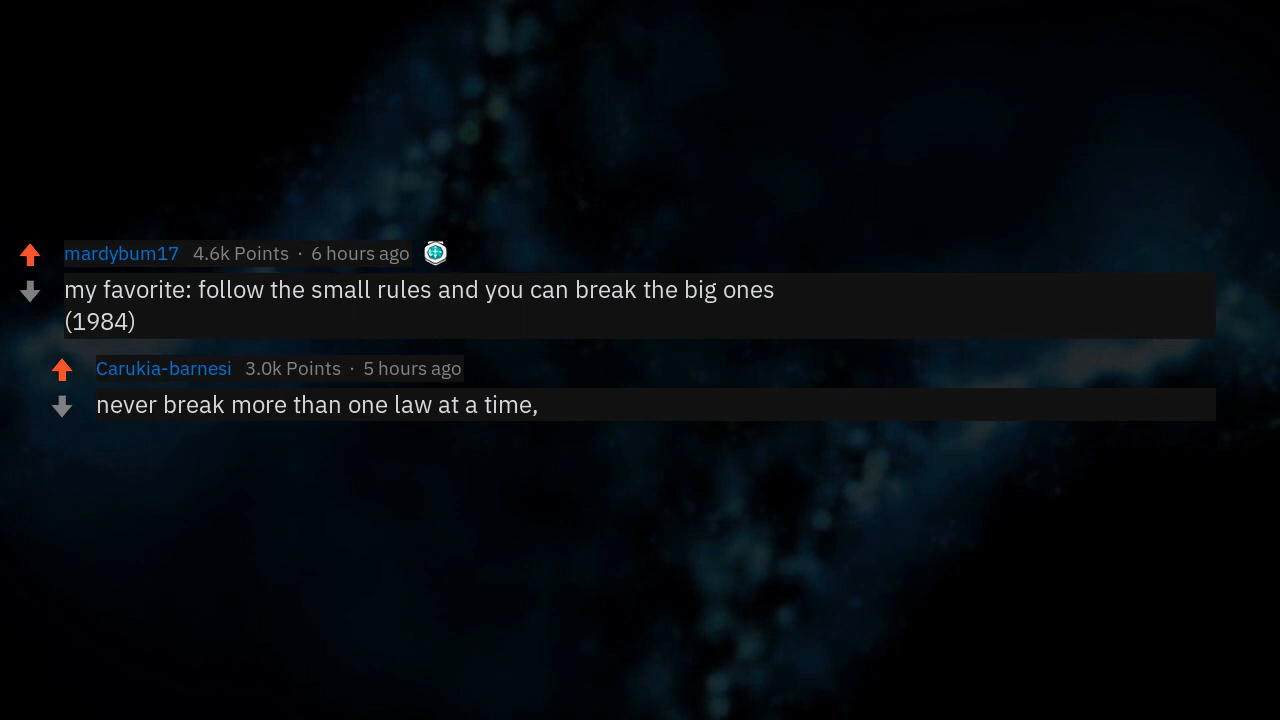 mardybum17 4.6k Points · 6 hours ago
my favorite: follow the small rules and you can break the big ones
(1984)
Carukia-barnesi 3.0k Points · 5 hours ago
never break more than one law at a time,